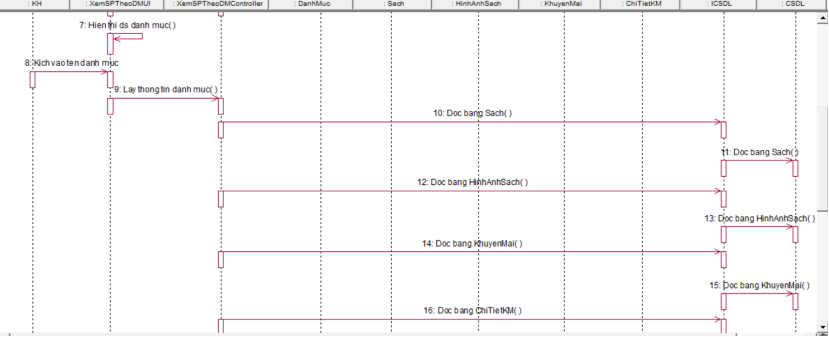 : KH
: XemSPTheoDMUI
: XemSPTheoDMController
: DanhMuc
: Sach
: HinhAnhSach
: KhuyenMai
: ChiTietKM
: ICSDL
: CSDL
7: Hien thi ds danh muc( )
8: Kich vao ten danh muc
9: Lay thong tin danh muc( )
10: Doc bang Sach( )
11: Doc bang Sach( )
12: Doc bang HinhAnhSach( )
13: Doc bang HinhAnhSach( )
14: Doc bang KhuyenMai( )
15: Doc bang KhuyenMai( )
16: Doc bang ChiTietKM( )